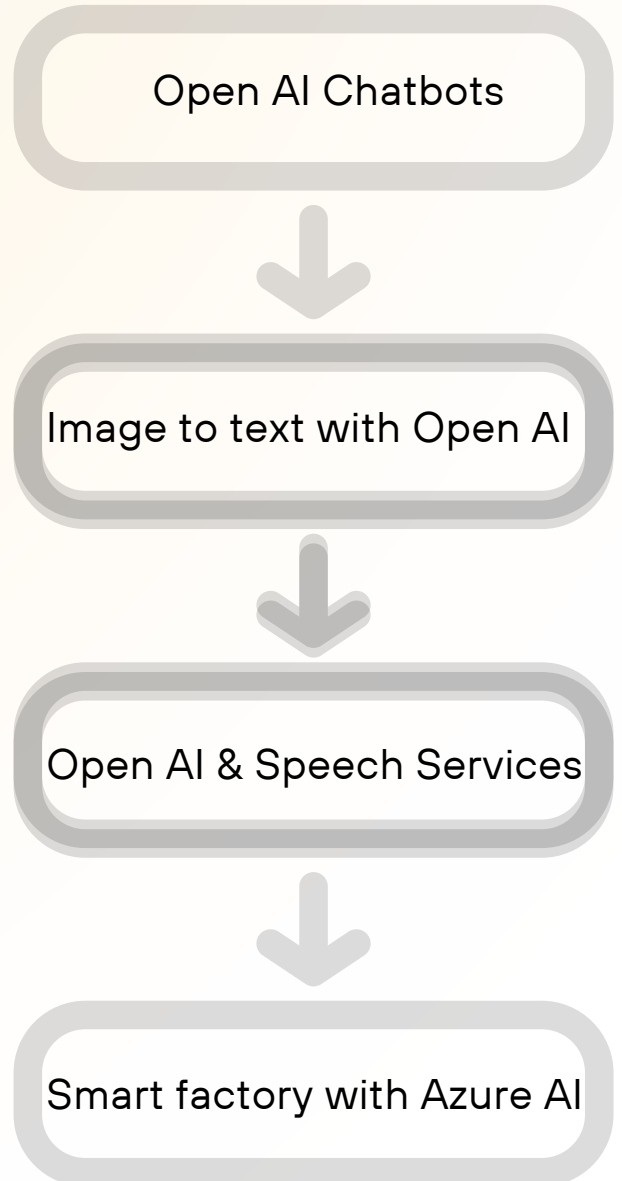 Open AI Chatbots
Image to text with Open AI
Open AI & Speech Services
Smart factory with Azure AI